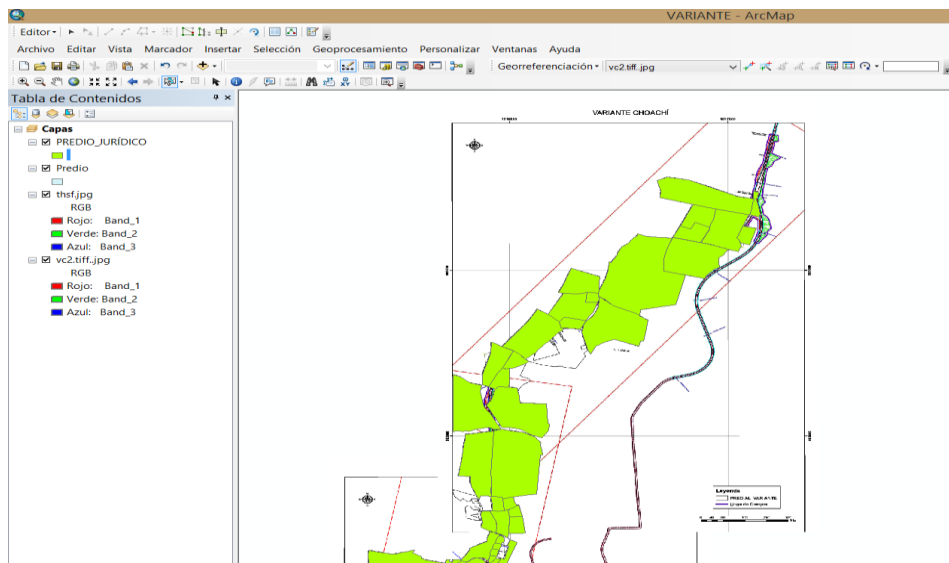 VARIANTE - ArcMap
Editor
Archivo Editar Vista Marcador Insertar Selección Geoprocesamiento Personalizar Ventanas Ayuda
Georreferenciación vc2.tiff..jpg
Tabla de Contenidos
Capas
PREDIO_JURÍDICO
Predio
thsf.jpg
RGB
Rojo: Band_1
Verde: Band_2
Azul: Band_3
vc2.tiff..jpg
RGB
Rojo: Band_1
Verde: Band_2
Azul: Band_3
VARIANTE CHOACHÍ
Leyenda
PREDIAL VARIANTE